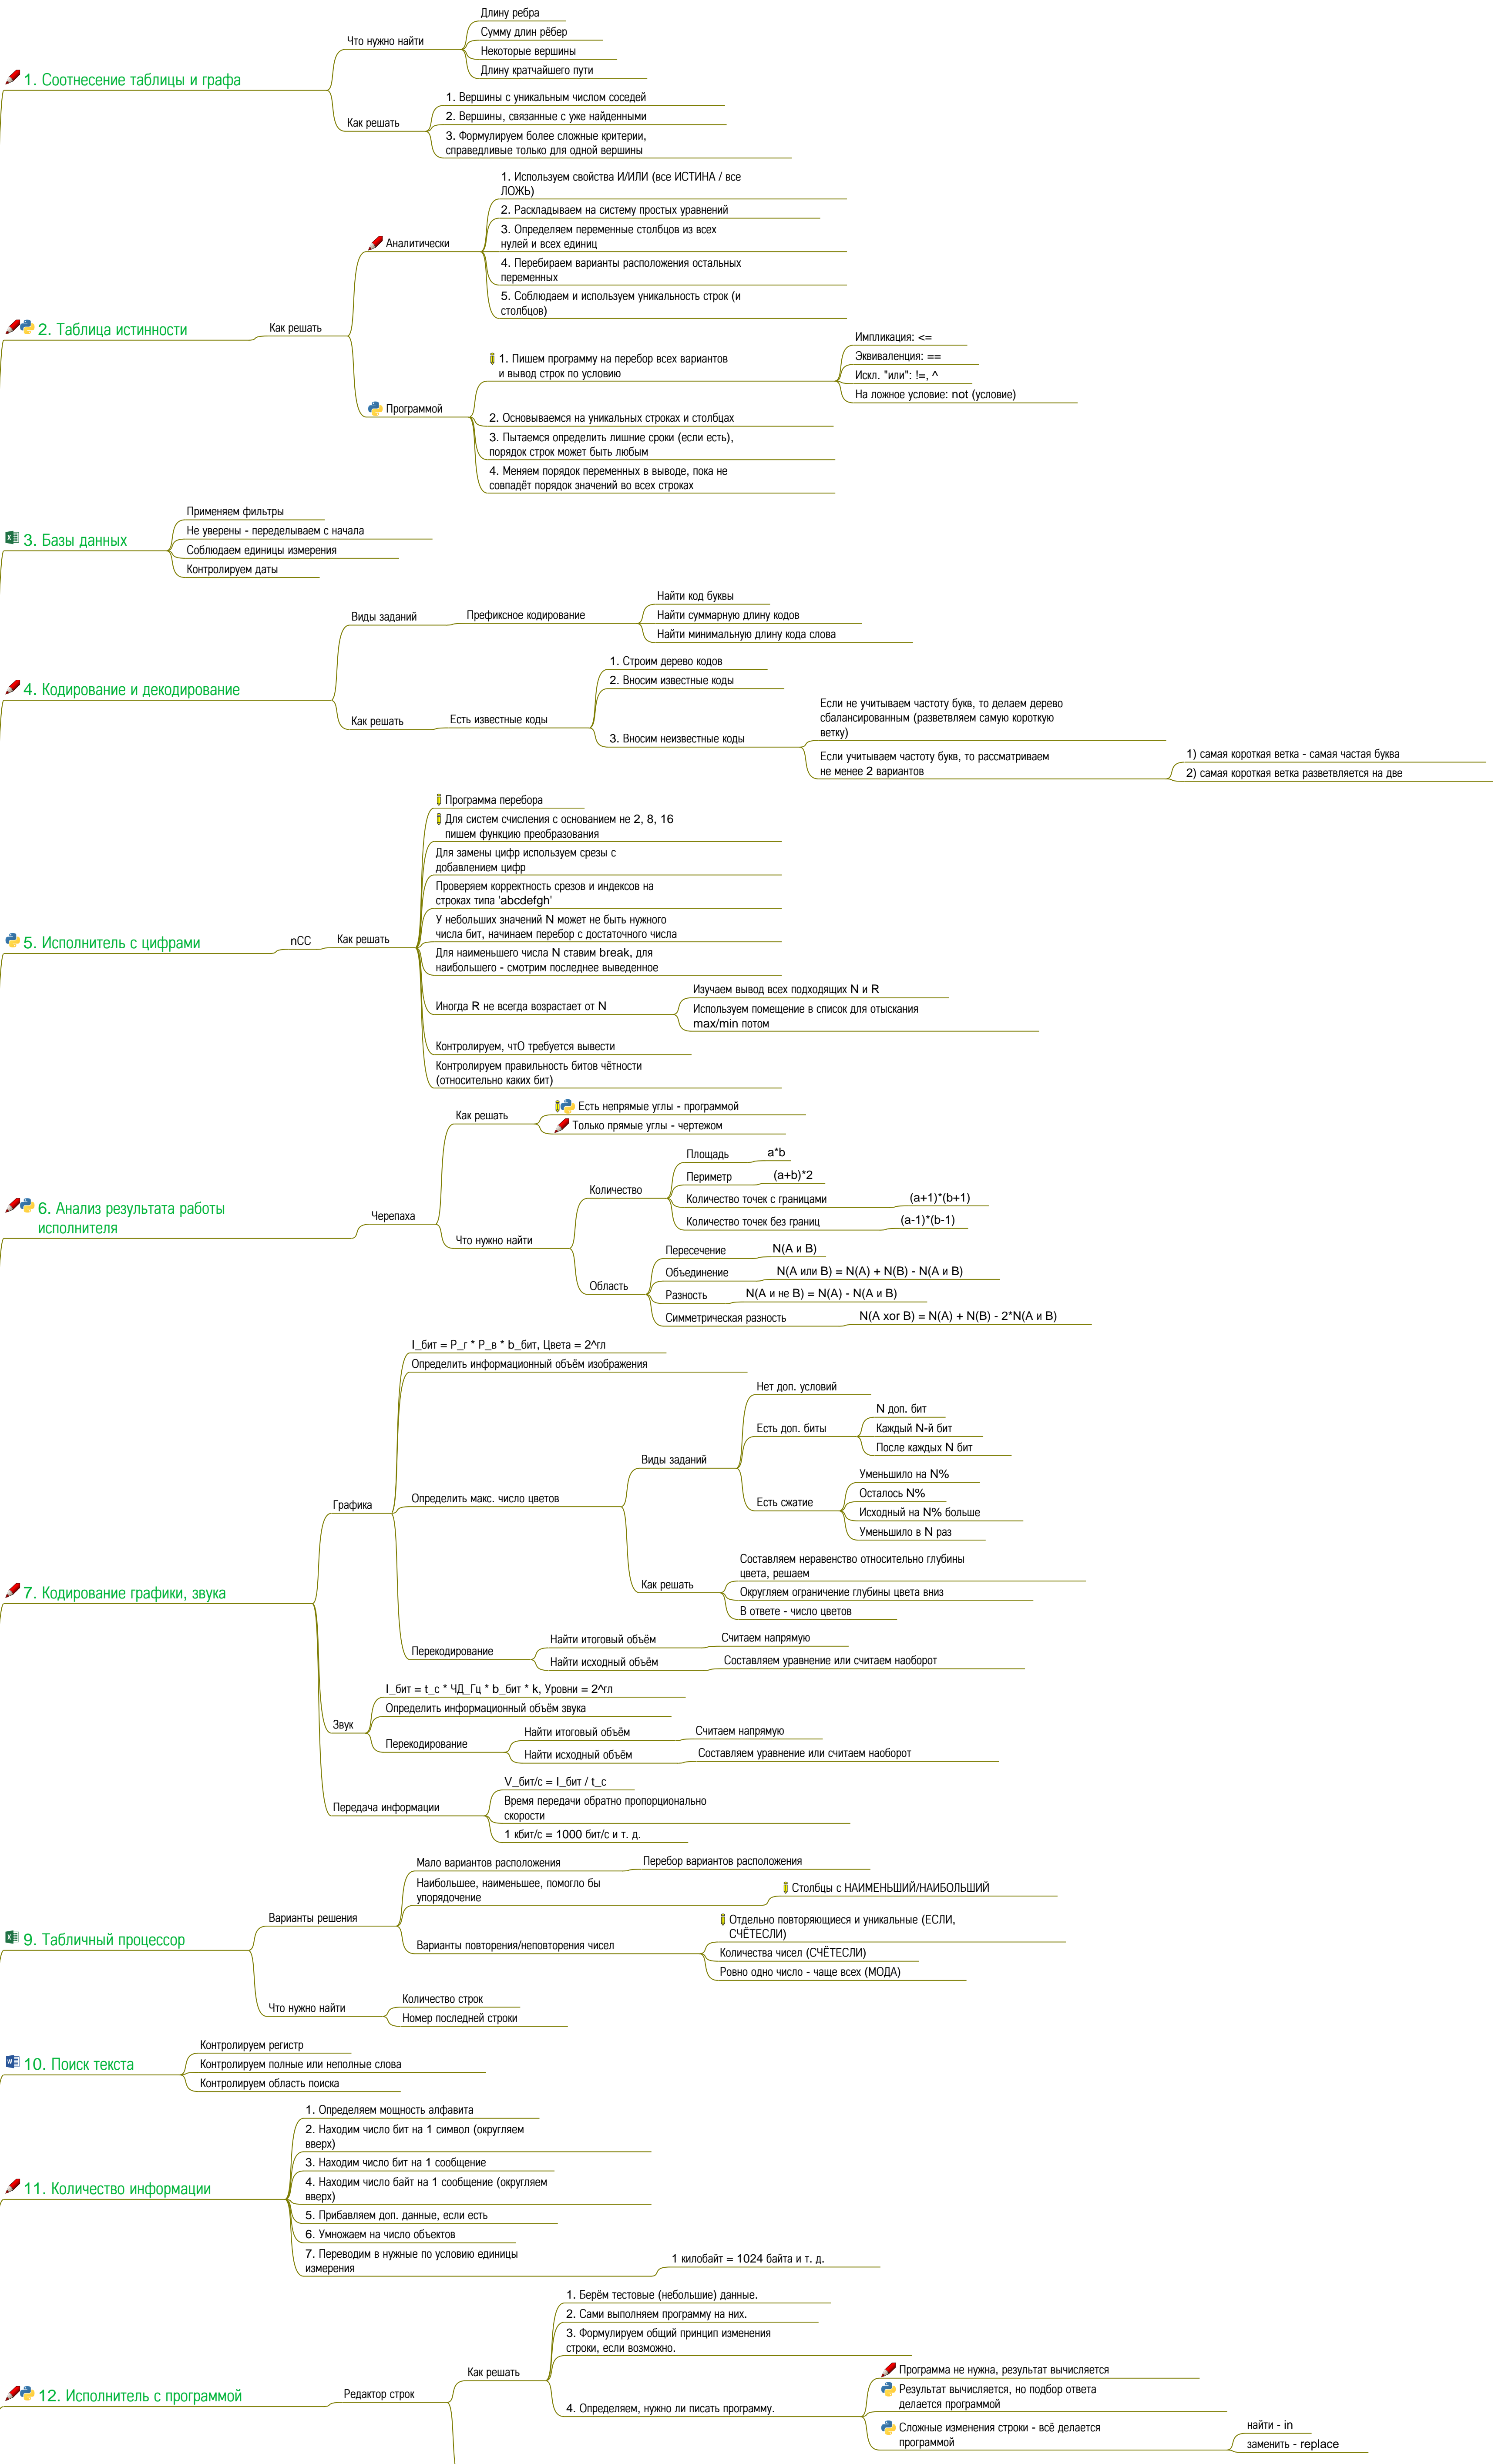 1. Соотнесение таблицы и графа
Что нужно найти
Длину ребра
Сумму длин рёбер
Некоторые вершины
Длину кратчайшего пути
Как решать
1. Вершины с уникальным числом соседей
2. Вершины, связанные с уже найденными
3. Формулируем более сложные критерии,
справедливые только для одной вершины
2. Таблица истинности
Как решать
Аналитически
1. Используем свойства И/ИЛИ (все ИСТИНА / все
ЛОЖЬ)
2. Раскладываем на систему простых уравнений
3. Определяем переменные столбцов из всех
нулей и всех единиц
4. Перебираем варианты расположения остальных
переменных
5. Соблюдаем и используем уникальность строк (и
столбцов)
Программой
1. Пишем программу на перебор всех вариантов
и вывод строк по условию
Импликация: <=
Эквиваленция: ==
Искл. "или": !=, ^
На ложное условие: not (условие)
2. Основываемся на уникальных строках и столбцах
3. Пытаемся определить лишние сроки (если есть),
порядок строк может быть любым
4. Меняем порядок переменных в выводе, пока не
совпадёт порядок значений во всех строках
3. Базы данных
Применяем фильтры
Не уверены - переделываем с начала
Соблюдаем единицы измерения
Контролируем даты
4. Кодирование и декодирование
Виды заданий
Префиксное кодирование
Найти код буквы
Найти суммарную длину кодов
Найти минимальную длину кода слова
Как решать
Есть известные коды
1. Строим дерево кодов
2. Вносим известные коды
3. Вносим неизвестные коды
Если не учитываем частоту букв, то делаем дерево
сбалансированным (разветвляем самую короткую
ветку)
Если учитываем частоту букв, то рассматриваем
не менее 2 вариантов
1) самая короткая ветка - самая частая буква
2) самая короткая ветка разветвляется на две
5. Исполнитель с цифрами
nСС
Как решать
Программа перебора
Для систем счисления с основанием не 2, 8, 16
пишем функцию преобразования
Для замены цифр используем срезы с
добавлением цифр
Проверяем корректность срезов и индексов на
строках типа 'abcdefgh'
У небольших значений N может не быть нужного
числа бит, начинаем перебор с достаточного числа
Для наименьшего числа N ставим break, для
наибольшего - смотрим последнее выведенное
Иногда R не всегда возрастает от N
Изучаем вывод всех подходящих N и R
Используем помещение в список для отыскания
max/min потом
Контролируем, чтО требуется вывести
Контролируем правильность битов чётности
(относительно каких бит)
6. Анализ результата работы
исполнителя
Черепаха
Как решать
Есть непрямые углы - программой
Только прямые углы - чертежом
Что нужно найти
Количество
Площадь
a*b
Периметр
(a+b)*2
Количество точек с границами
(a+1)*(b+1)
Количество точек без границ
(a-1)*(b-1)
Область
Пересечение
N(A и B)
Объединение
N(A или B) = N(A) + N(B) - N(A и B)
Разность
N(A и не B) = N(A) - N(A и B)
Симметрическая разность
N(A xor B) = N(A) + N(B) - 2*N(A и B)
7. Кодирование графики, звука
Графика
I_бит = Р_г * Р_в * b_бит, Цвета = 2^гл
Определить информационный объём изображения
Определить макс. число цветов
Виды заданий
Нет доп. условий
Есть доп. биты
N доп. бит
Каждый N-й бит
После каждых N бит
Есть сжатие
Уменьшило на N%
Осталось N%
Исходный на N% больше
Уменьшило в N раз
Как решать
Составляем неравенство относительно глубины
цвета, решаем
Округляем ограничение глубины цвета вниз
В ответе - число цветов
Перекодирование
Найти итоговый объём
Считаем напрямую
Найти исходный объём
Составляем уравнение или считаем наоборот
Звук
I_бит = t_с * ЧД_Гц * b_бит * k, Уровни = 2^гл
Определить информационный объём звука
Перекодирование
Найти итоговый объём
Считаем напрямую
Найти исходный объём
Составляем уравнение или считаем наоборот
Передача информации
V_бит/с = I_бит / t_с
Время передачи обратно пропорционально
скорости
1 кбит/с = 1000 бит/с и т. д.
9. Табличный процессор
Варианты решения
Мало вариантов расположения
Перебор вариантов расположения
Наибольшее, наименьшее, помогло бы
упорядочение
Столбцы с НАИМЕНЬШИЙ/НАИБОЛЬШИЙ
Варианты повторения/неповторения чисел
Отдельно повторяющиеся и уникальные (ЕСЛИ,
СЧЁТЕСЛИ)
Количества чисел (СЧЁТЕСЛИ)
Ровно одно число - чаще всех (МОДА)
Что нужно найти
Количество строк
Номер последней строки
10. Поиск текста
Контролируем регистр
Контролируем полные или неполные слова
Контролируем область поиска
11. Количество информации
1. Определяем мощность алфавита
2. Находим число бит на 1 символ (округляем
вверх)
3. Находим число бит на 1 сообщение
4. Находим число байт на 1 сообщение (округляем
вверх)
5. Прибавляем доп. данные, если есть
6. Умножаем на число объектов
7. Переводим в нужные по условию единицы
измерения
1 килобайт = 1024 байта и т. д.
12. Исполнитель с программой
Редактор строк
Как решать
1. Берём тестовые (небольшие) данные.
2. Сами выполняем программу на них.
3. Формулируем общий принцип изменения
строки, если возможно.
4. Определяем, нужно ли писать программу.
Программа не нужна, результат вычисляется
Результат вычисляется, но подбор ответа
делается программой
Сложные изменения строки - всё делается
программой
найти - in
заменить - replace